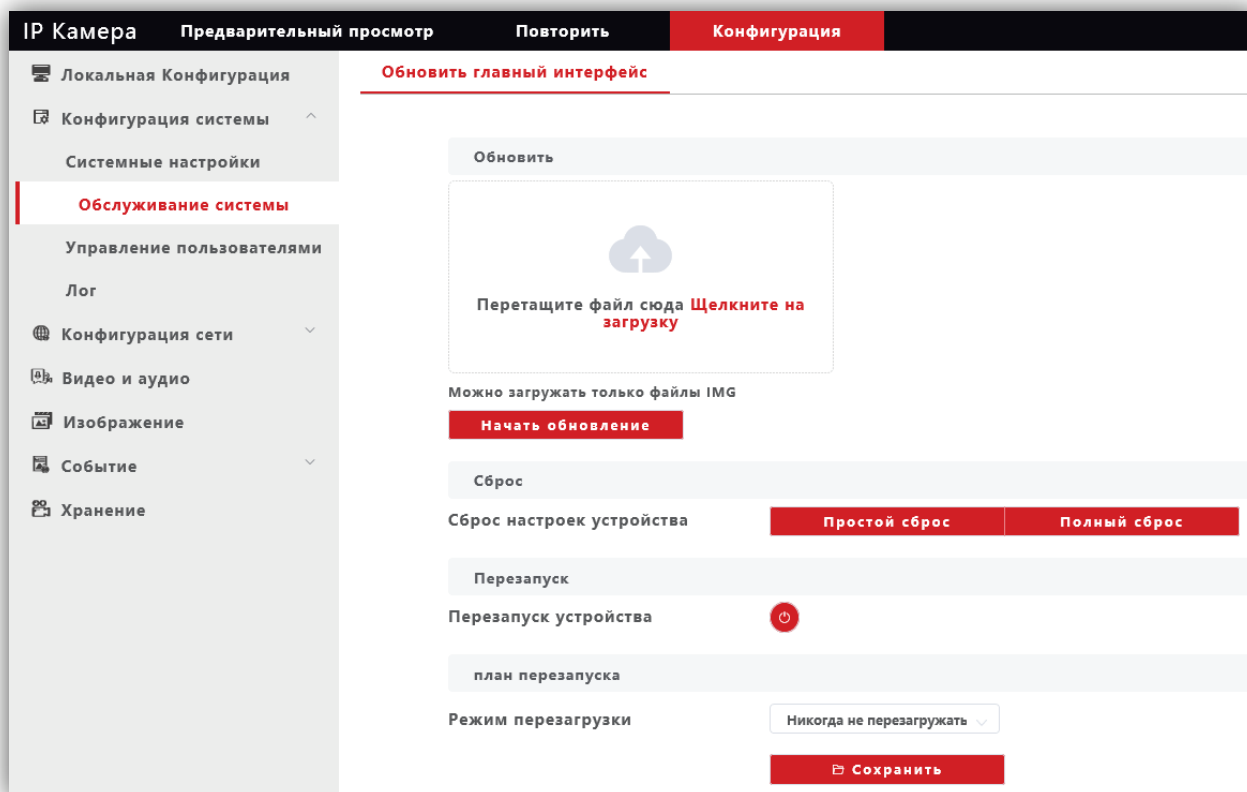 IP Камера Предварительный просмотр Повторить Конфигурация
Локальная Конфигурация
Конфигурация системы
Системные настройки
Обслуживание системы
Управление пользователями
Лог
Конфигурация сети
Видео и аудио
Изображение
Событие
Хранение
Обновить главный интерфейс
Обновить
Перетащите файл сюда Щелкните на
загрузку
Можно загружать только файлы IMG
Начать обновление
Сброс
Сброс настроек устройства Простой сброс Полный сброс
Перезапуск
Перезапуск устройства
план перезапуска
Режим перезагрузки Никогда не перезагружать
Сохранить